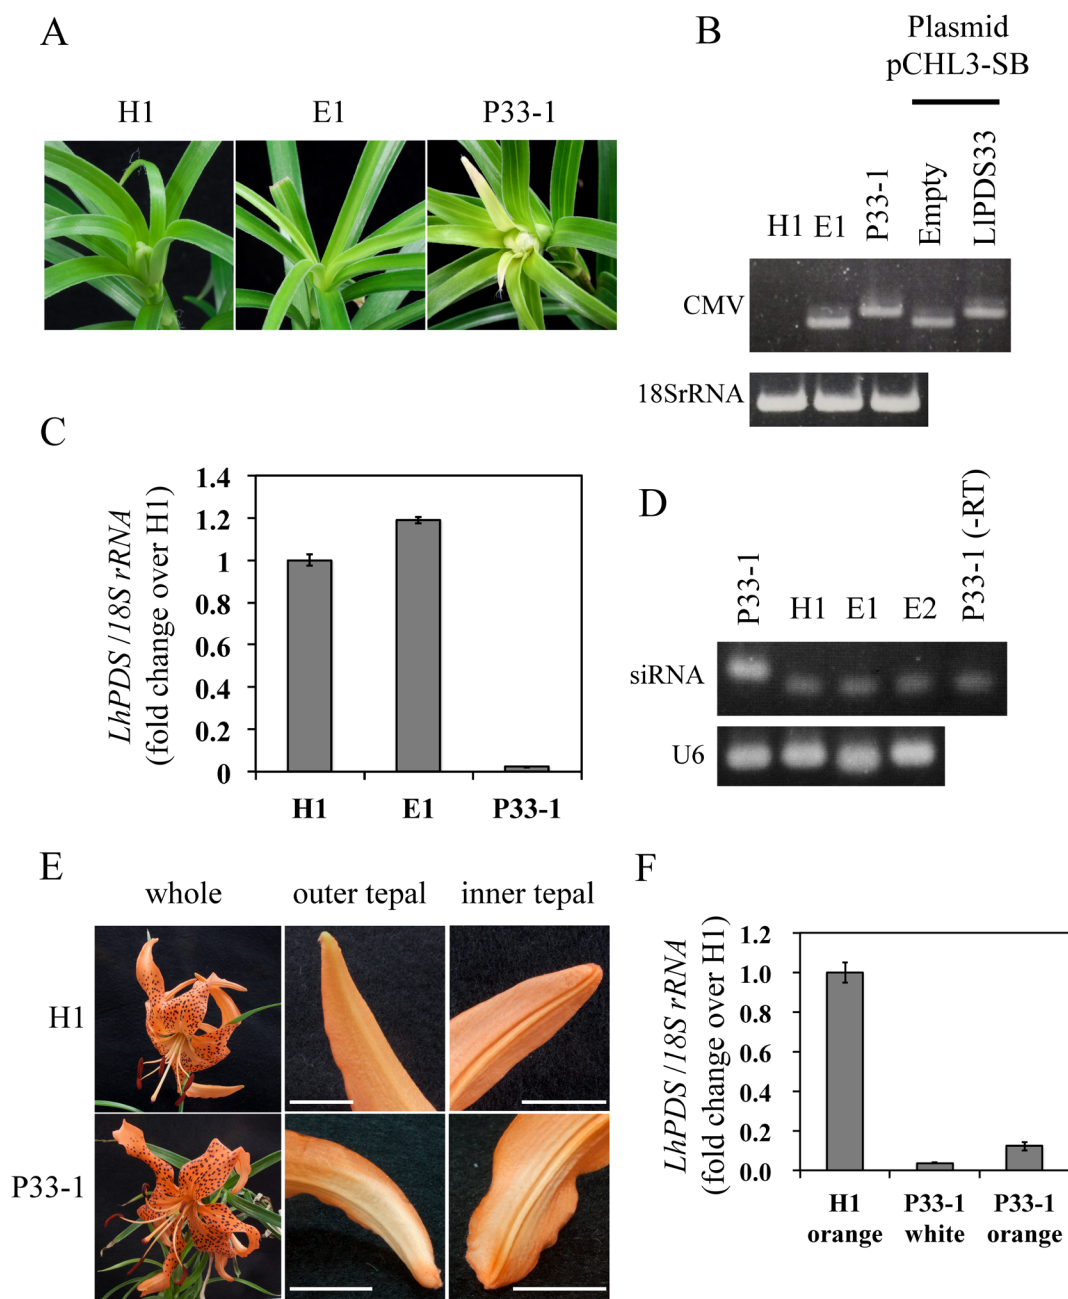 A
H1 E1 P33-1
B
Plasmid
pCHL3-SB
H1 E1 P33-1 Empty LlPDS33
CMV
18SrRNA
C
LhPDS /18S rRNA
(fold change over H1)
1.4
1.2
1
0.8
0.6
0.4
0.2
0
H1 E1 P33-1
D
P33-1 H1 E1 E2 P33-1 (-RT)
siRNA
U6
E
whole outer tepal inner tepal
H1
P33-1
F
LhPDS /18S rRNA
(fold change over H1)
1.2
1.0
0.8
0.6
0.4
0.2
0.0
H1 P33-1 P33-1
orange white orange